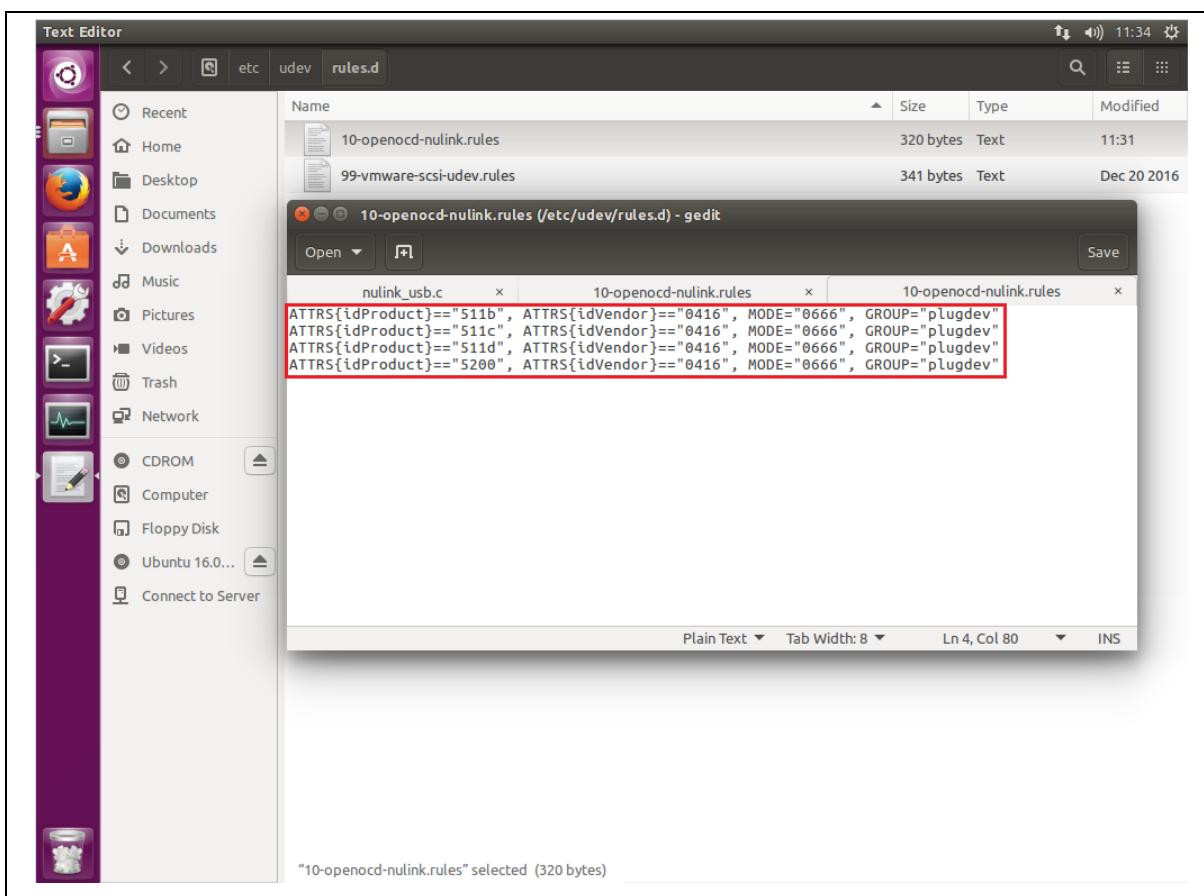 Text Editor
11:34
etc
udev
rules.d
Name
Size
Type
Modified
Recent
Home
Desktop
Documents
Downloads
Music
Pictures
Videos
Trash
Network
CDROM
Computer
Floppy Disk
Ubuntu 16.0...
Connect to Server
10-openocd-nulink.rules
320 bytes
Text
11:31
99-vmware-scsi-udev.rules
341 bytes
Text
Dec 20 2016
10-openocd-nulink.rules (/etc/udev/rules.d) - gedit
Open
Save
nulink_usb.c ×
10-openocd-nulink.rules ×
10-openocd-nulink.rules ×
ATTRS{idProduct}=="511b", ATTRS{idVendor}=="0416", MODE="0666", GROUP="plugdev"
ATTRS{idProduct}=="511c", ATTRS{idVendor}=="0416", MODE="0666", GROUP="plugdev"
ATTRS{idProduct}=="511d", ATTRS{idVendor}=="0416", MODE="0666", GROUP="plugdev"
ATTRS{idProduct}=="5200", ATTRS{idVendor}=="0416", MODE="0666", GROUP="plugdev"
Plain Text
Tab Width: 8
Ln 4, Col 80
INS
"10-openocd-nulink.rules" selected (320 bytes)